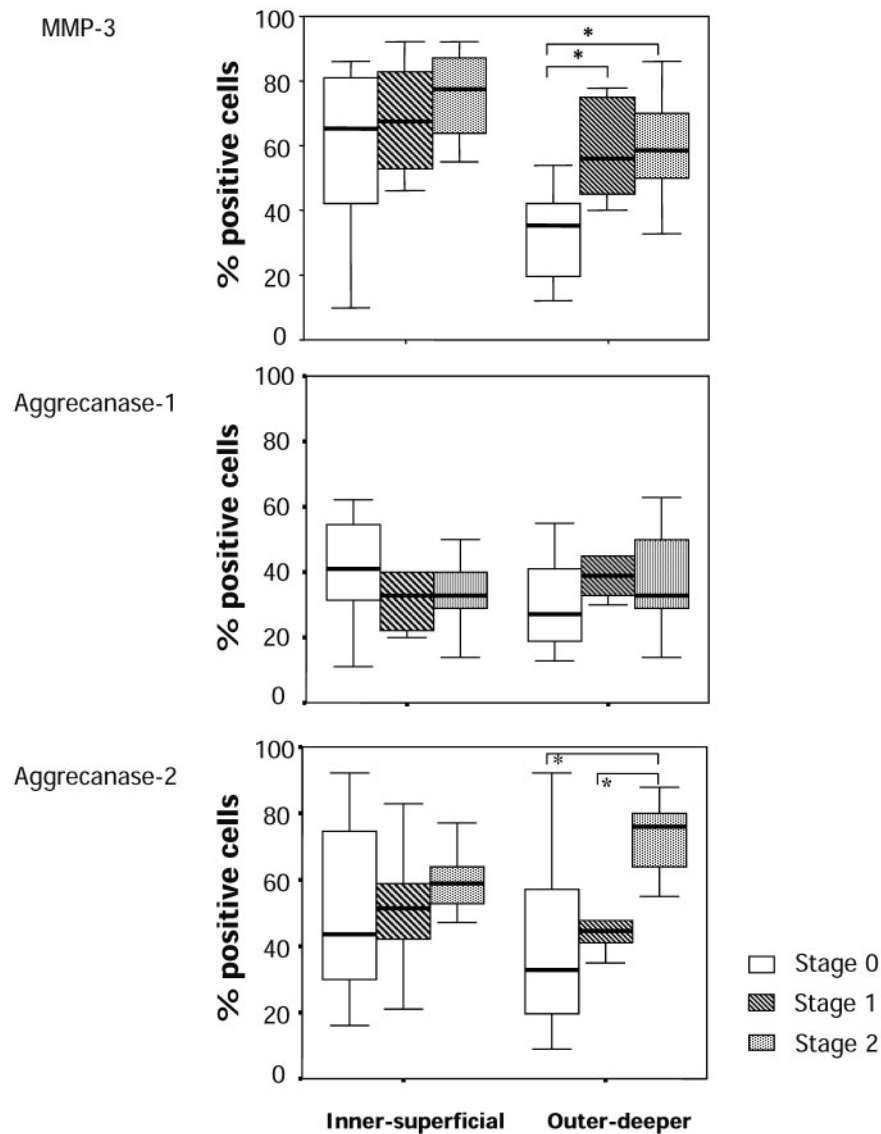 MMP-3
% positive cells
100
80
60
40
20
0
*
*
Aggrecanase-1
% positive cells
100
80
60
40
20
0
Aggrecanase-2
% positive cells
100
80
60
40
20
0
*
*
Stage 0
Stage 1
Stage 2
Inner-superficial Outer-deeper